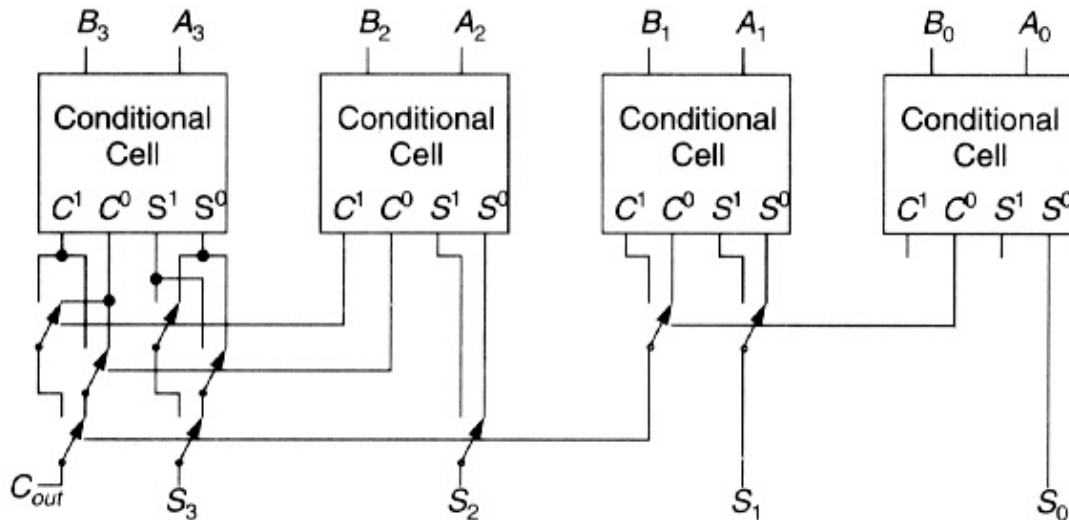 B₃ A₃ B₂ A₂ B₁ A₁ B₀ A₀
Conditional Conditional Conditional Conditional
Cell Cell Cell Cell
C¹ C⁰ S¹ S⁰ C¹ C⁰ S¹ S⁰ C¹ C⁰ S¹ S⁰ C¹ C⁰ S¹ S⁰
Cout S₃ S₂ S₁ S₀